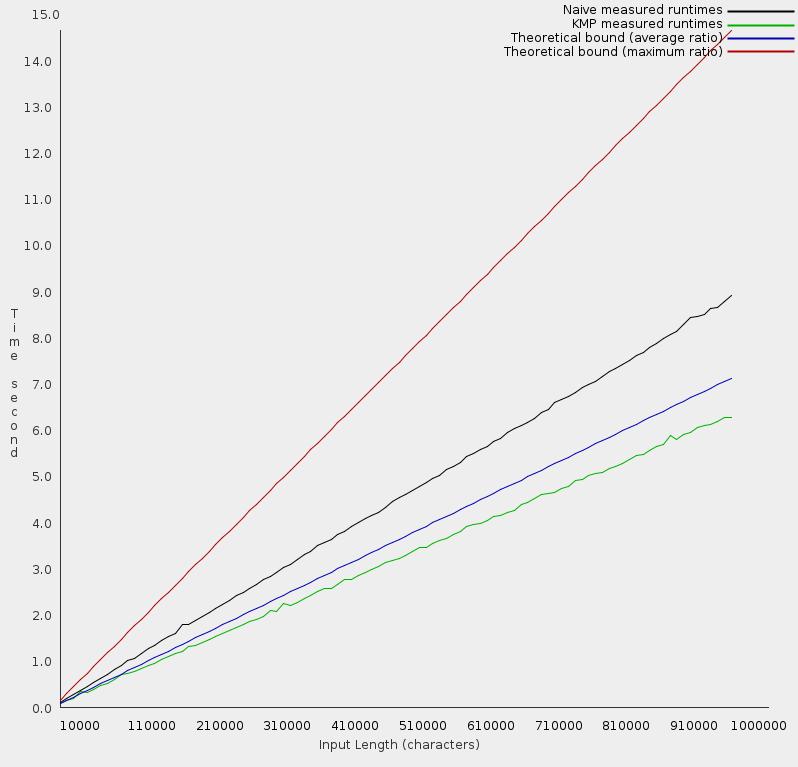 Naive measured runtimes
KMP measured runtimes
Theoretical bound (average ratio)
Theoretical bound (maximum ratio)
15.0
14.0
13.0
12.0
11.0
10.0
9.0
8.0
7.0
6.0
5.0
4.0
3.0
2.0
1.0
0.0
Time second
10000 110000 210000 310000 410000 510000 610000 710000 810000 910000 1000000
Input Length (characters)